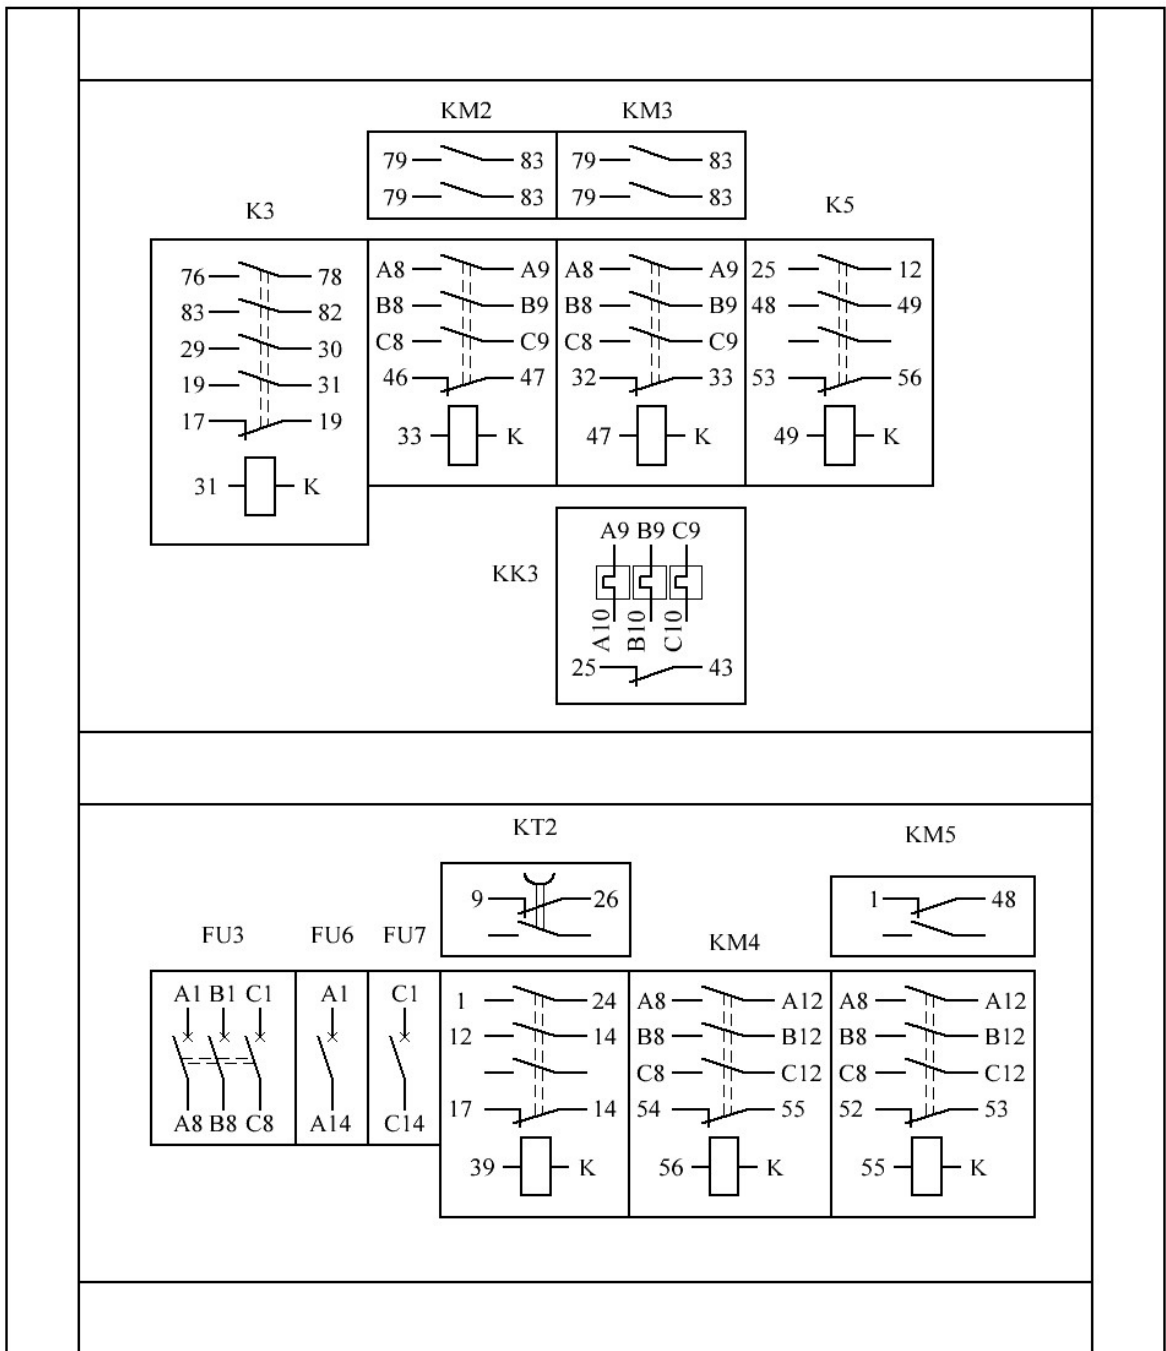 KM2 KM3
79 83 79 83
79 83 79 83
K3 K5
A8 A9 A8 A9 25 12
76 78
B8 B9 B8 B9 48 49
83 82
C8 C9 C8 C9
29 30
46 47 32 33 53 56
19 31
17 19
33 K 47 K 49 K
31 K
A9 B9 C9
KK3
A10 B10 C10
25 43
KT2
KM5
9 26
1 48
FU3 FU6 FU7
KM4
A1 B1 C1 A1 C1
1 24 A8 A12 A8 A12
12 14 B8 B12 B8 B12
C8 C12 C8 C12
17 14 54 55 52 53
A8 B8 C8 A14 C14
39 K 56 K 55 K